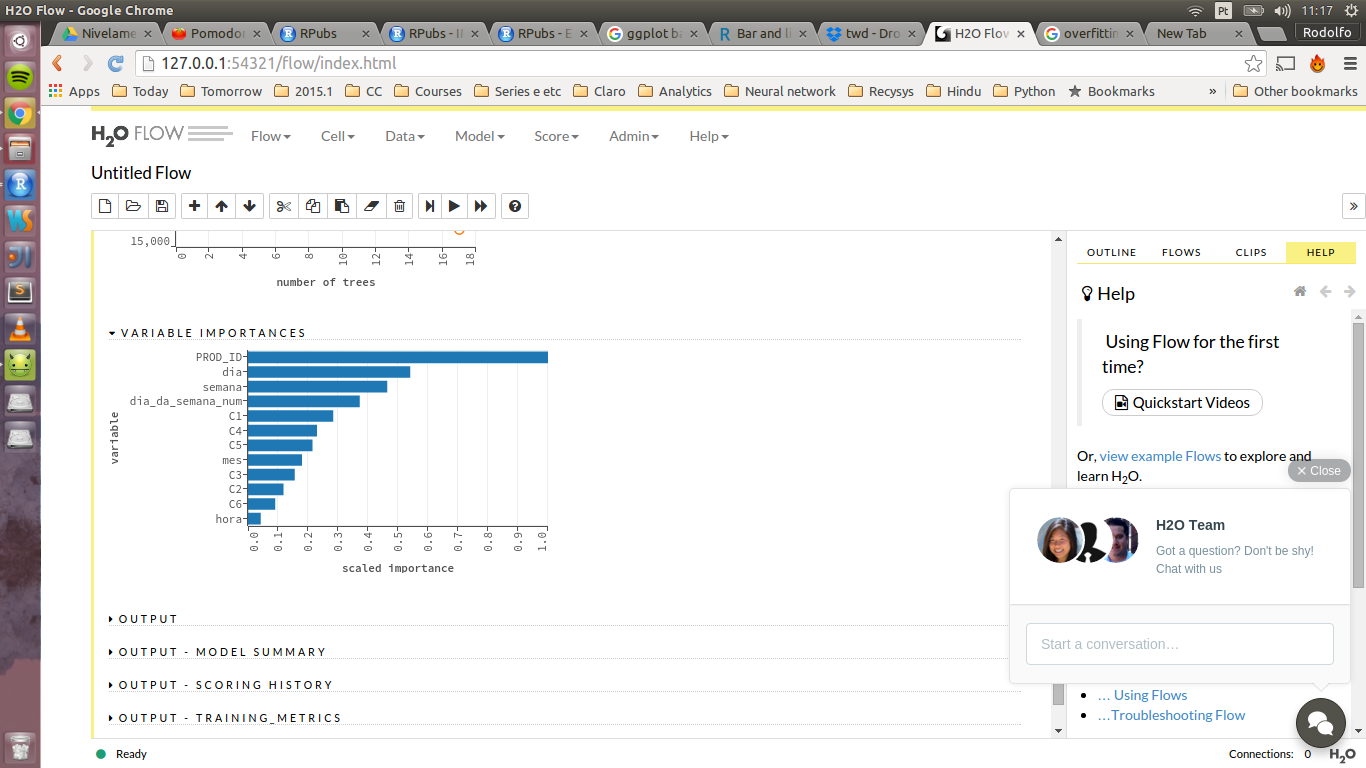 H2O Flow - Google Chrome
Pt
11:17
Nivelame
Pomodor
RPubs
RPubs - I/
RPubs - E
ggplot ba
Bar and li
twd - Dro
H2O Flow
overfittin
New Tab
Rodolfo
127.0.0.1:54321/flow/index.html
Apps Today Tomorrow 2015.1 CC Courses Series e etc Claro Analytics Neural network Recysys Hindu Python Bookmarks » Other bookmarks
H2O FLOW Flow Cell Data Model Score Admin Help
Untitled Flow
15,000
0 2 4 6 8 10 12 14 16 18
number of trees
VARIABLE IMPORTANCES
variable
PROD_ID
dia
semana
dia_da_semana_num
C1
C4
C5
mes
C3
C2
C6
hora
0.0 0.1 0.2 0.3 0.4 0.5 0.6 0.7 0.8 0.9 1.0
scaled importance
OUTPUT
OUTPUT - MODEL SUMMARY
OUTPUT - SCORING HISTORY
OUTPUT - TRAINING_METRICS
OUTLINE FLOWS CLIPS HELP
Help
Using Flow for the first
time?
Quickstart Videos
Or, view example Flows to explore and
learn H2O.
× Close
H2O Team
Got a question? Don't be shy!
Chat with us
Start a conversation…
… Using Flows
…Troubleshooting Flow
Ready
Connections: 0 H2O